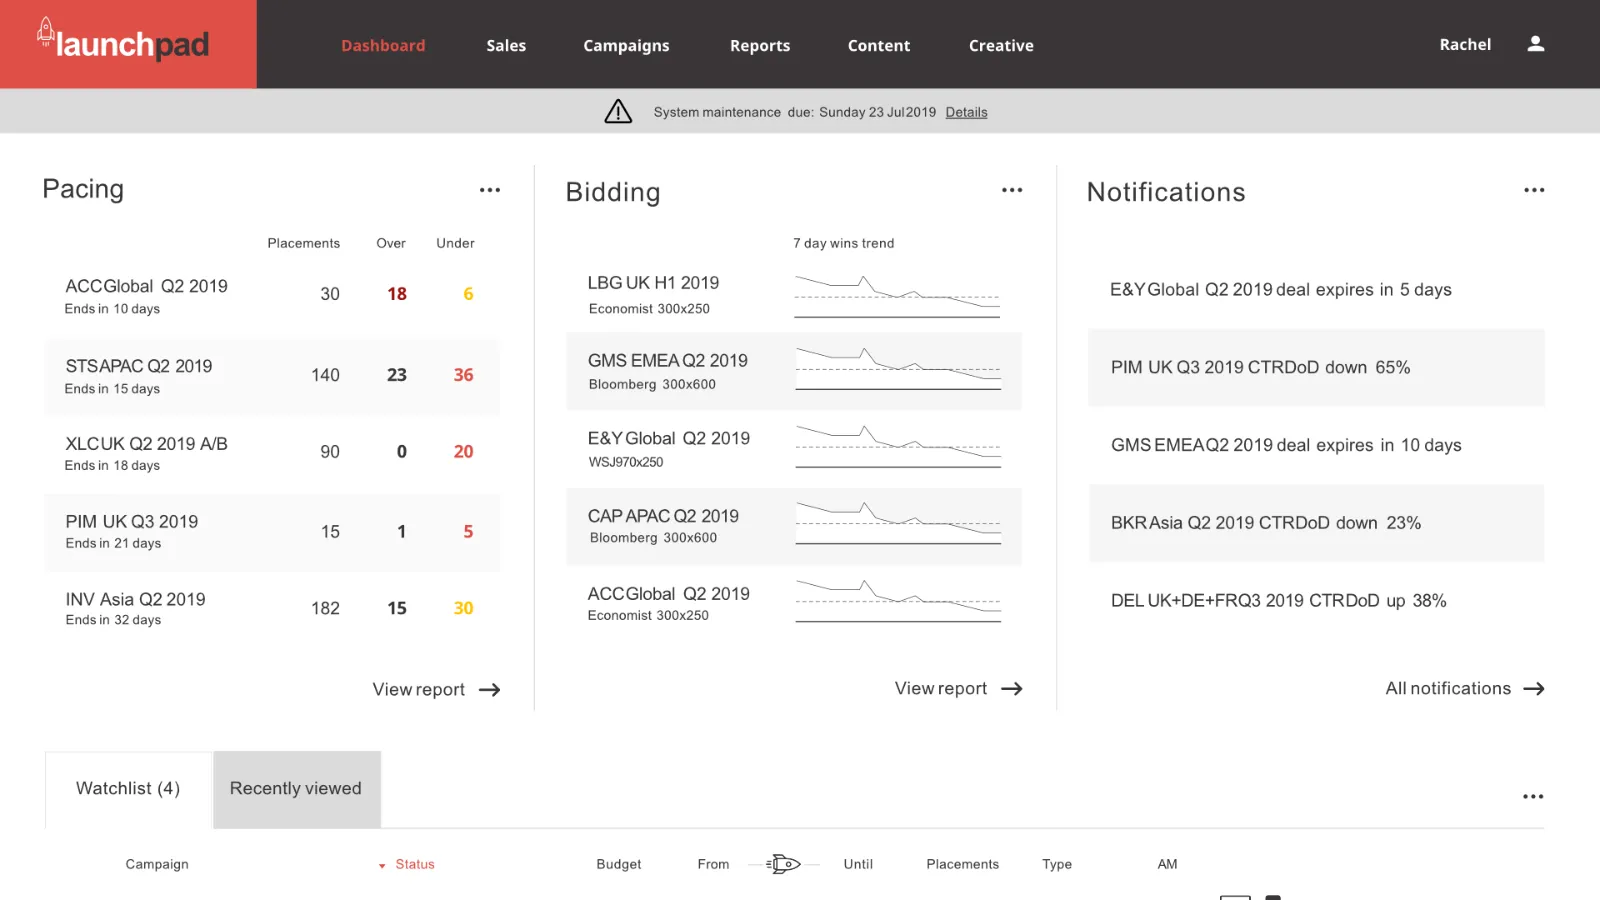 launchpad
Dashboard Sales Campaigns Reports Content Creative Rachel
System maintenance due: Sunday 23 Jul2019 Details
Pacing
Placements Over Under
ACCGlobal Q2 2019 30 18 6
Ends in 10 days
STSAPAC Q2 2019 140 23 36
Ends in 15 days
XLCUK Q2 2019 A/B 90 0 20
Ends in 18 days
PIM UK Q3 2019 15 1 5
Ends in 21 days
INV Asia Q2 2019 182 15 30
Ends in 32 days
View report
Bidding
7 day wins trend
LBG UK H1 2019
Economist 300x250
GMS EMEA Q2 2019
Bloomberg 300x600
E&Y Global Q2 2019
WSJ970x250
CAP APAC Q2 2019
Bloomberg 300x600
ACCGlobal Q2 2019
Economist 300x250
View report
Notifications
E&YGlobal Q2 2019 deal expires in 5 days
PIM UK Q3 2019 CTRDoD down 65%
GMS EMEAQ2 2019 deal expires in 10 days
BKRAsia Q2 2019 CTRDoD down 23%
DELUK+DE+FRQ3 2019 CTRDoD up 38%
All notifications
Watchlist (4) Recently viewed
Campaign Status Budget From Until Placements Type AM